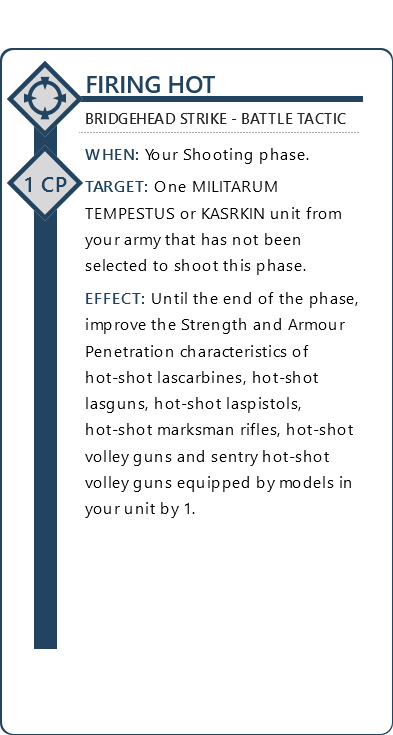 FIRING HOT
BRIDGEHEAD STRIKE - BATTLE TACTIC
WHEN: Your Shooting phase.
1 CP
TARGET: One MILITARUM
TEMPESTUS or KASRKIN unit from
your army that has not been
selected to shoot this phase.
EFFECT: Until the end of the phase,
improve the Strength and Armour
Penetration characteristics of
hot-shot lascarbines, hot-shot
lasguns, hot-shot laspistols,
hot-shot marksman rifles, hot-shot
volley guns and sentry hot-shot
volley guns equipped by models in
your unit by 1.